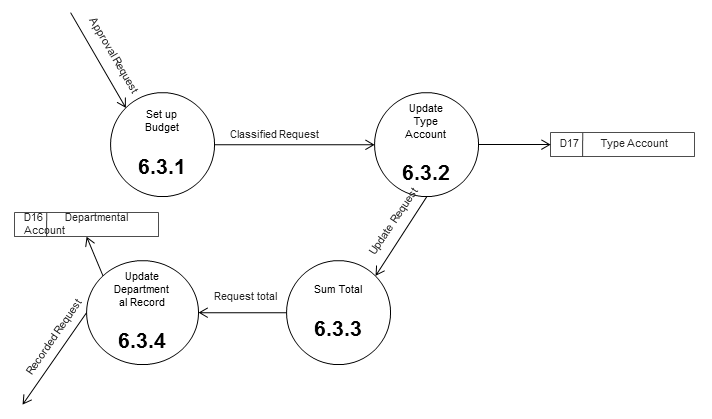 Approval Request
Set up
Budget
6.3.1
Classified Request
Update
Type
Account
6.3.2
D17 Type Account
Update Request
D16 Departmental
Account
Update
Department
al Record
6.3.4
Request total
Sum Total
6.3.3
Recorded Request